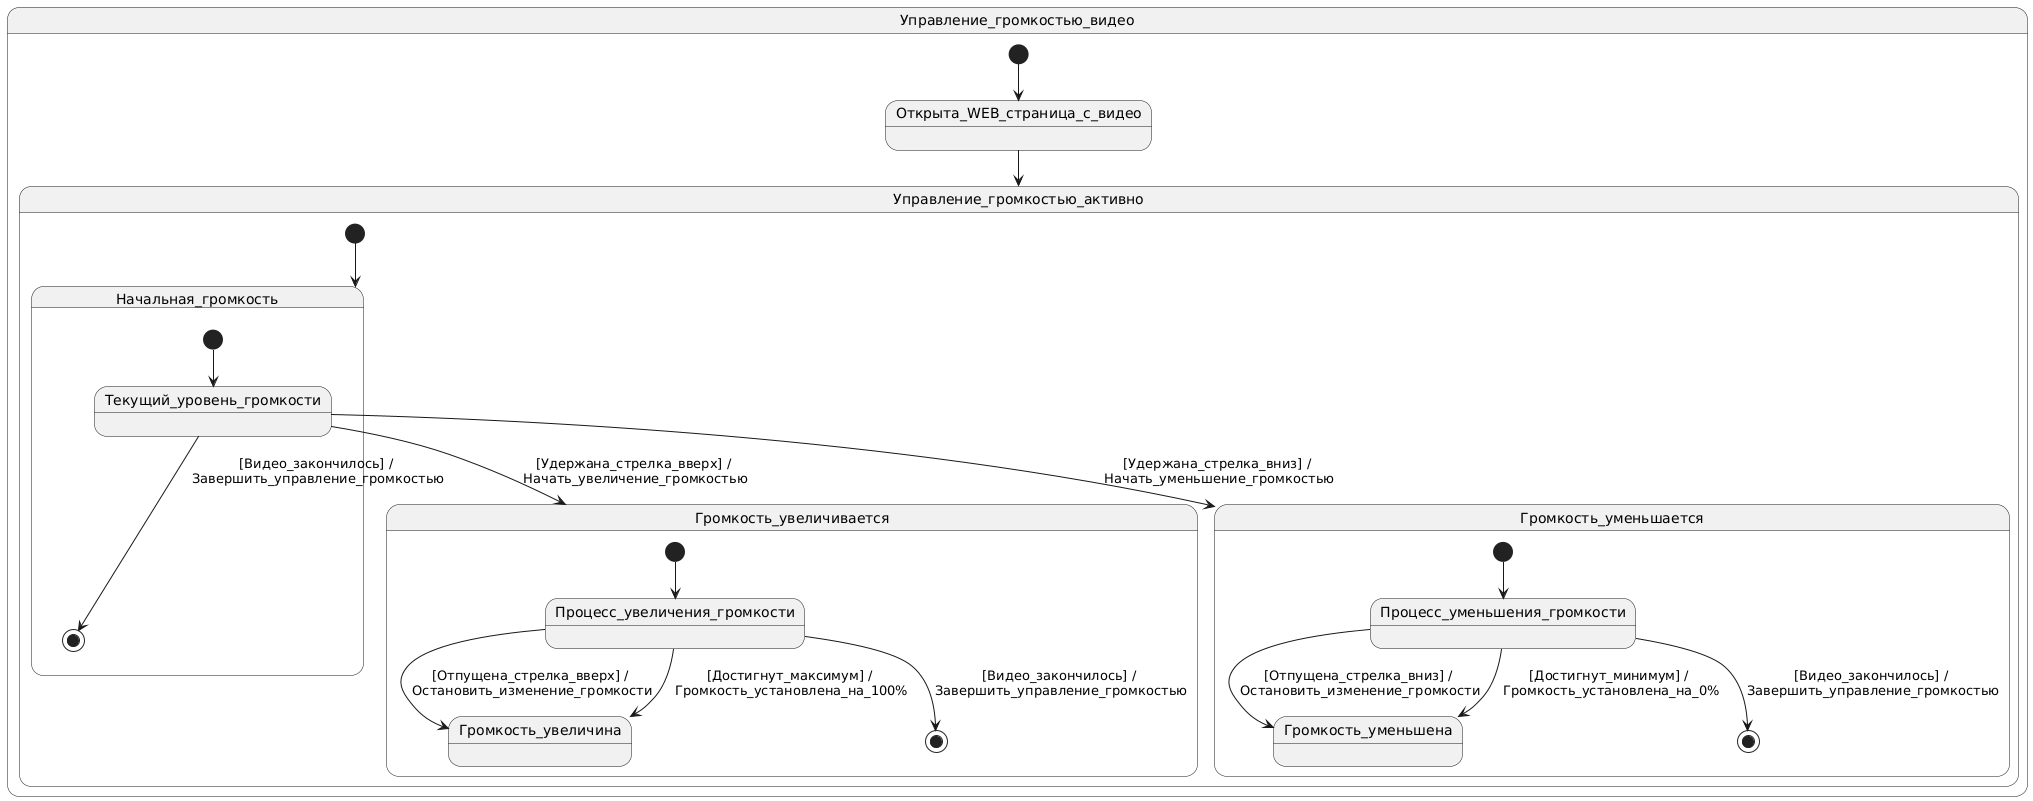 Управление_громкостью_видео
Открыта_WEB_страница_с_видео
Управление_громкостью_активно
Начальная_громкость
Текущий_уровень_громкости
[Видео_закончилось] /
Завершить_управление_громкостью
[Удержана_стрелка_вверх] /
Начать_увеличение_громкостью
[Удержана_стрелка_вниз] /
Начать_уменьшение_громкостью
Громкость_увеличивается
Процесс_увеличения_громкости
[Отпущена_стрелка_вверх] /
Остановить_изменение_громкости
[Достигнут_максимум] /
Громкость_установлена_на_100%
[Видео_закончилось] /
Завершить_управление_громкостью
Громкость_увеличина
Громкость_уменьшается
Процесс_уменьшения_громкости
[Отпущена_стрелка_вниз] /
Остановить_изменение_громкости
[Достигнут_минимум] /
Громкость_установлена_на_0%
[Видео_закончилось] /
Завершить_управление_громкостью
Громкость_уменьшена